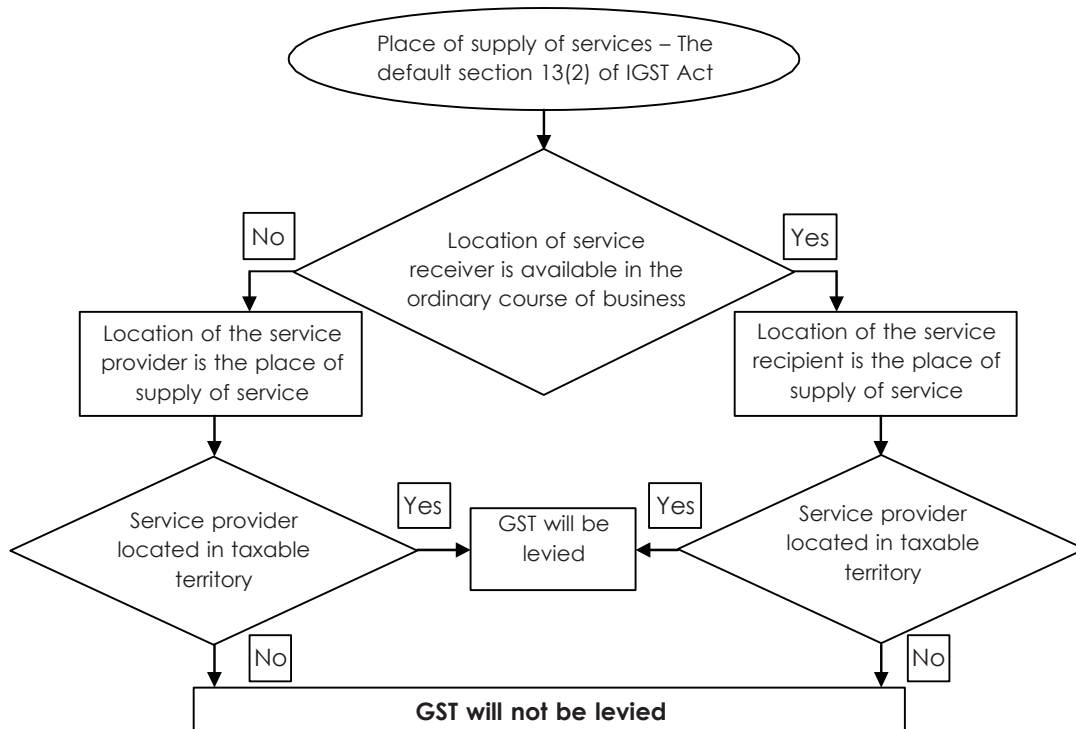 Place of supply of services – The
default section 13(2) of IGST Act
No
Yes
Location of service
receiver is available in the
ordinary course of business
Location of the service
provider is the place of
supply of service
Location of the service
recipient is the place of
supply of service
Yes
Yes
Service provider
located in taxable
territory
GST will be
levied
Service provider
located in taxable
territory
No
No
GST will not be levied